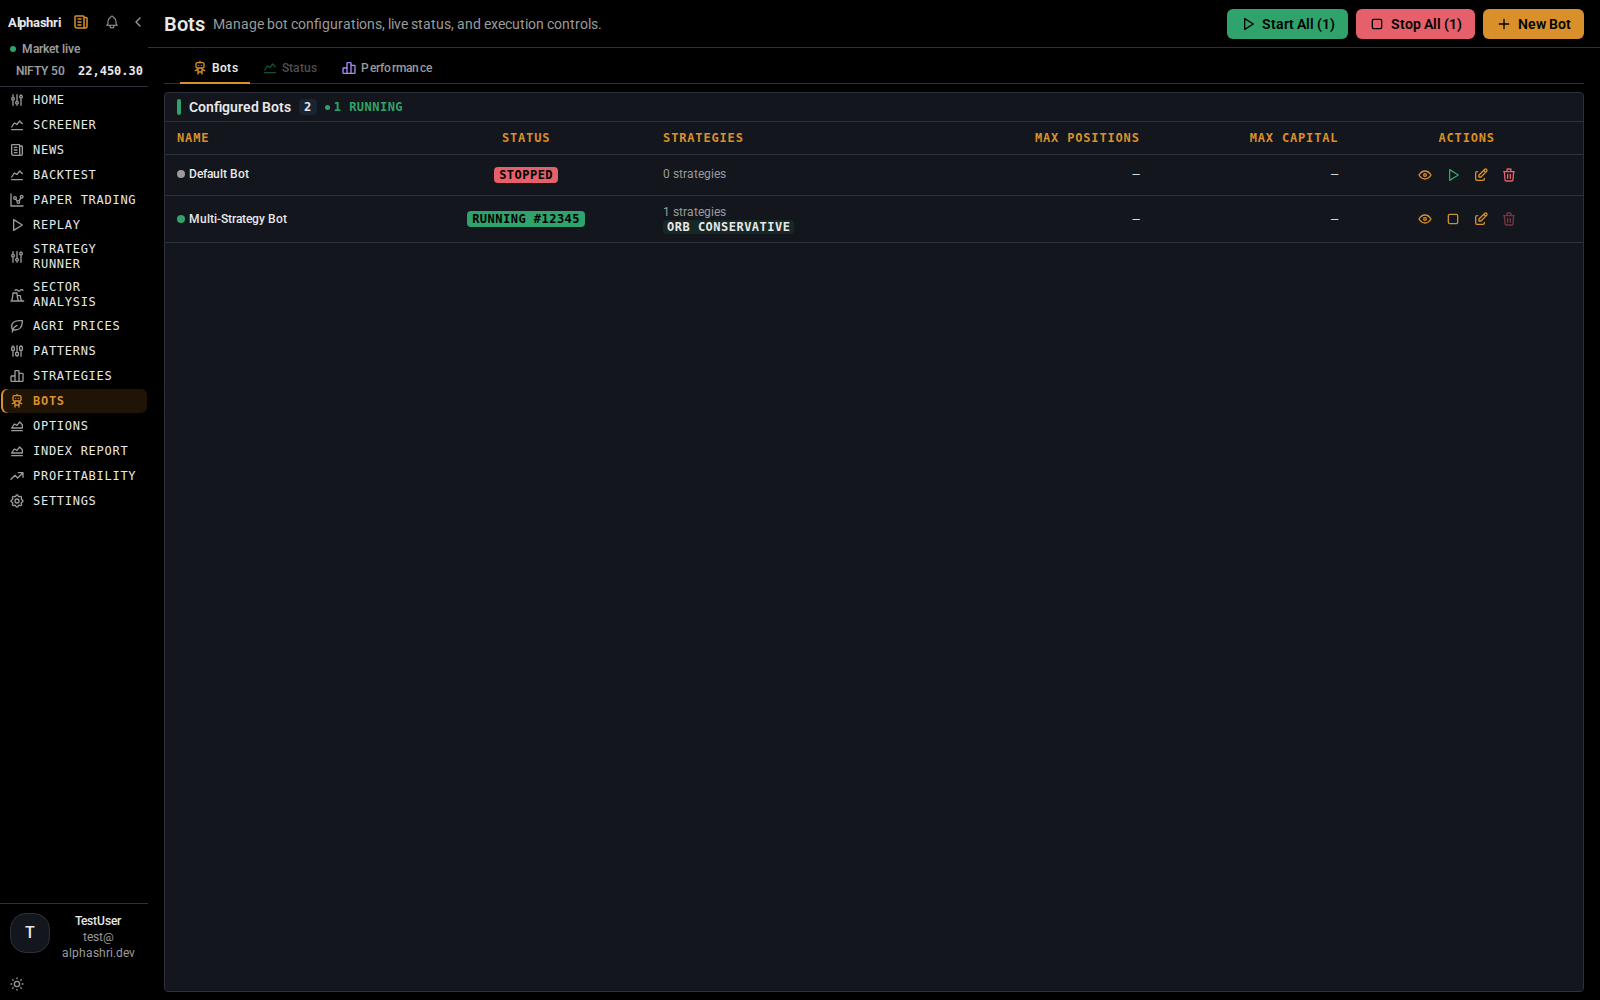 Alphashri
Market live
NIFTY 50 22,450.30
HOME
SCREENER
NEWS
BACKTEST
PAPER TRADING
REPLAY
STRATEGY
RUNNER
SECTOR
ANALYSIS
AGRI PRICES
PATTERNS
STRATEGIES
BOTS
OPTIONS
INDEX REPORT
PROFITABILITY
SETTINGS
T
TestUser
test@
alphashri.dev
Bots Manage bot configurations, live status, and execution controls.
Start All (1) Stop All (1) New Bot
Bots Status Performance
Configured Bots 2 1 RUNNING
NAME STATUS STRATEGIES MAX POSITIONS MAX CAPITAL ACTIONS
Default Bot STOPPED 0 strategies — —
Multi-Strategy Bot RUNNING #12345 1 strategies — —
ORB CONSERVATIVE